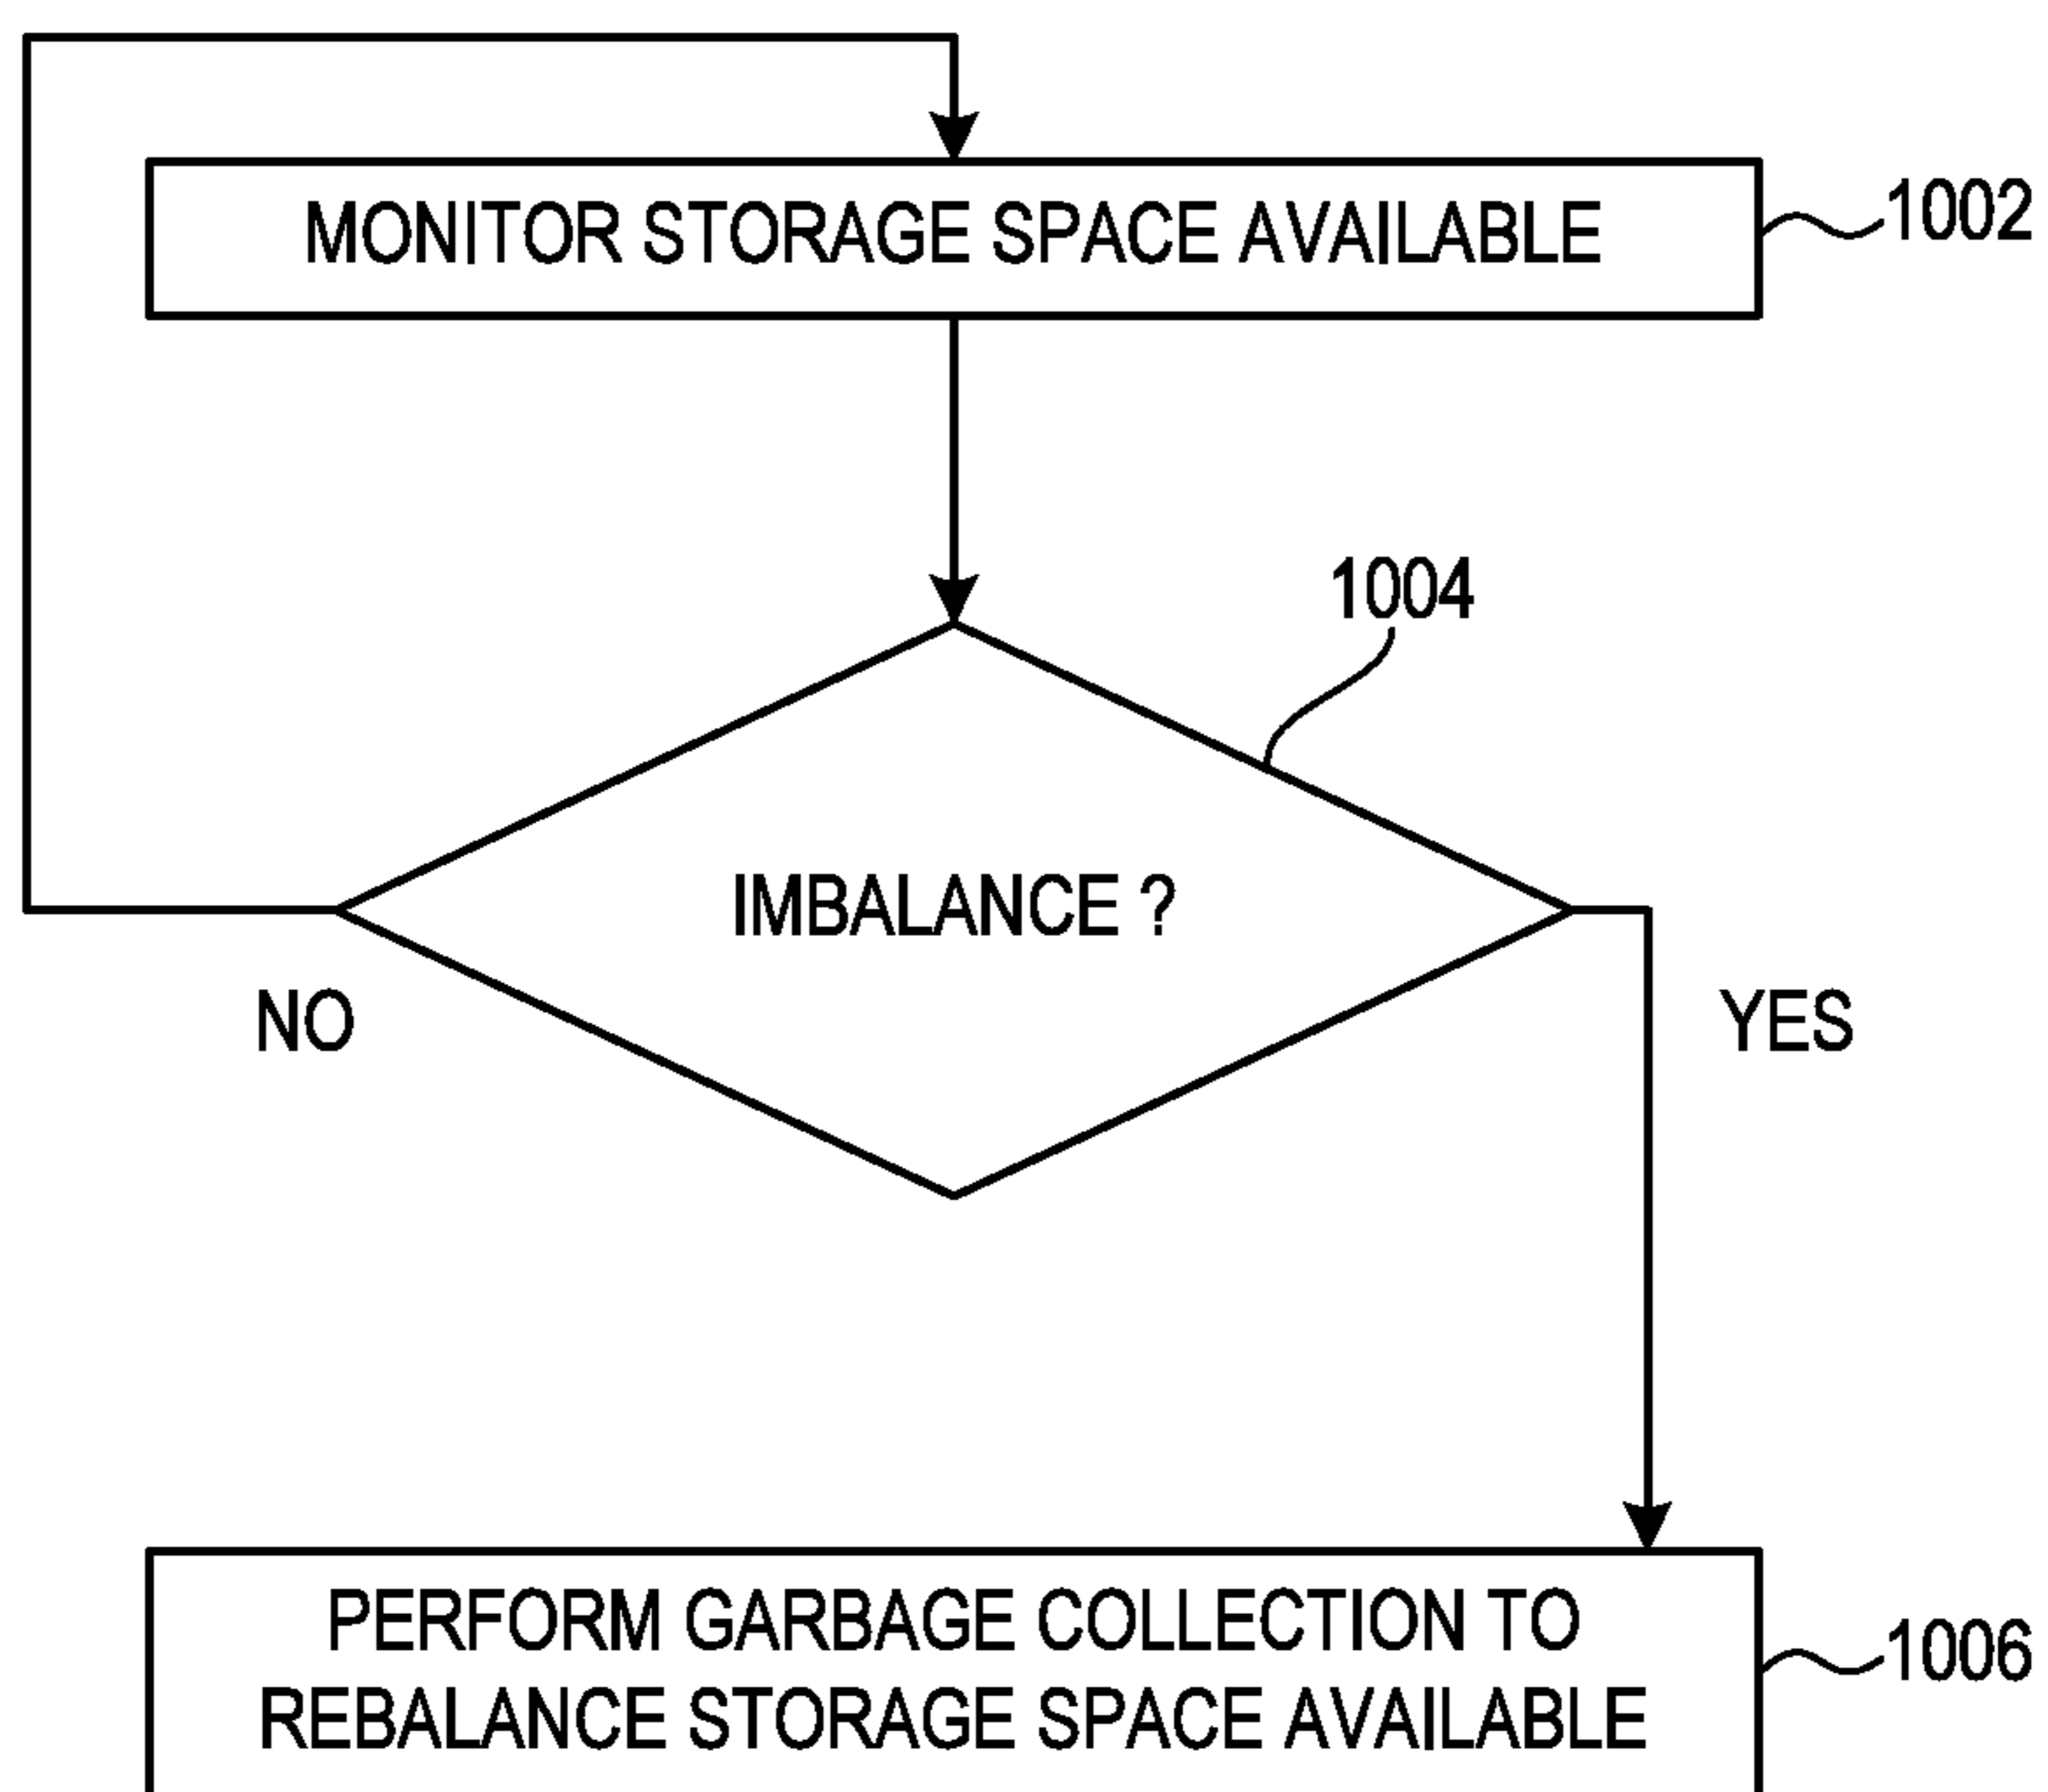 MONITOR STORAGE SPACE AVAILABLE
1002
1004
IMBALANCE ?
NO
YES
PERFORM GARBAGE COLLECTION TO
REBALANCE STORAGE SPACE AVAILABLE
1006